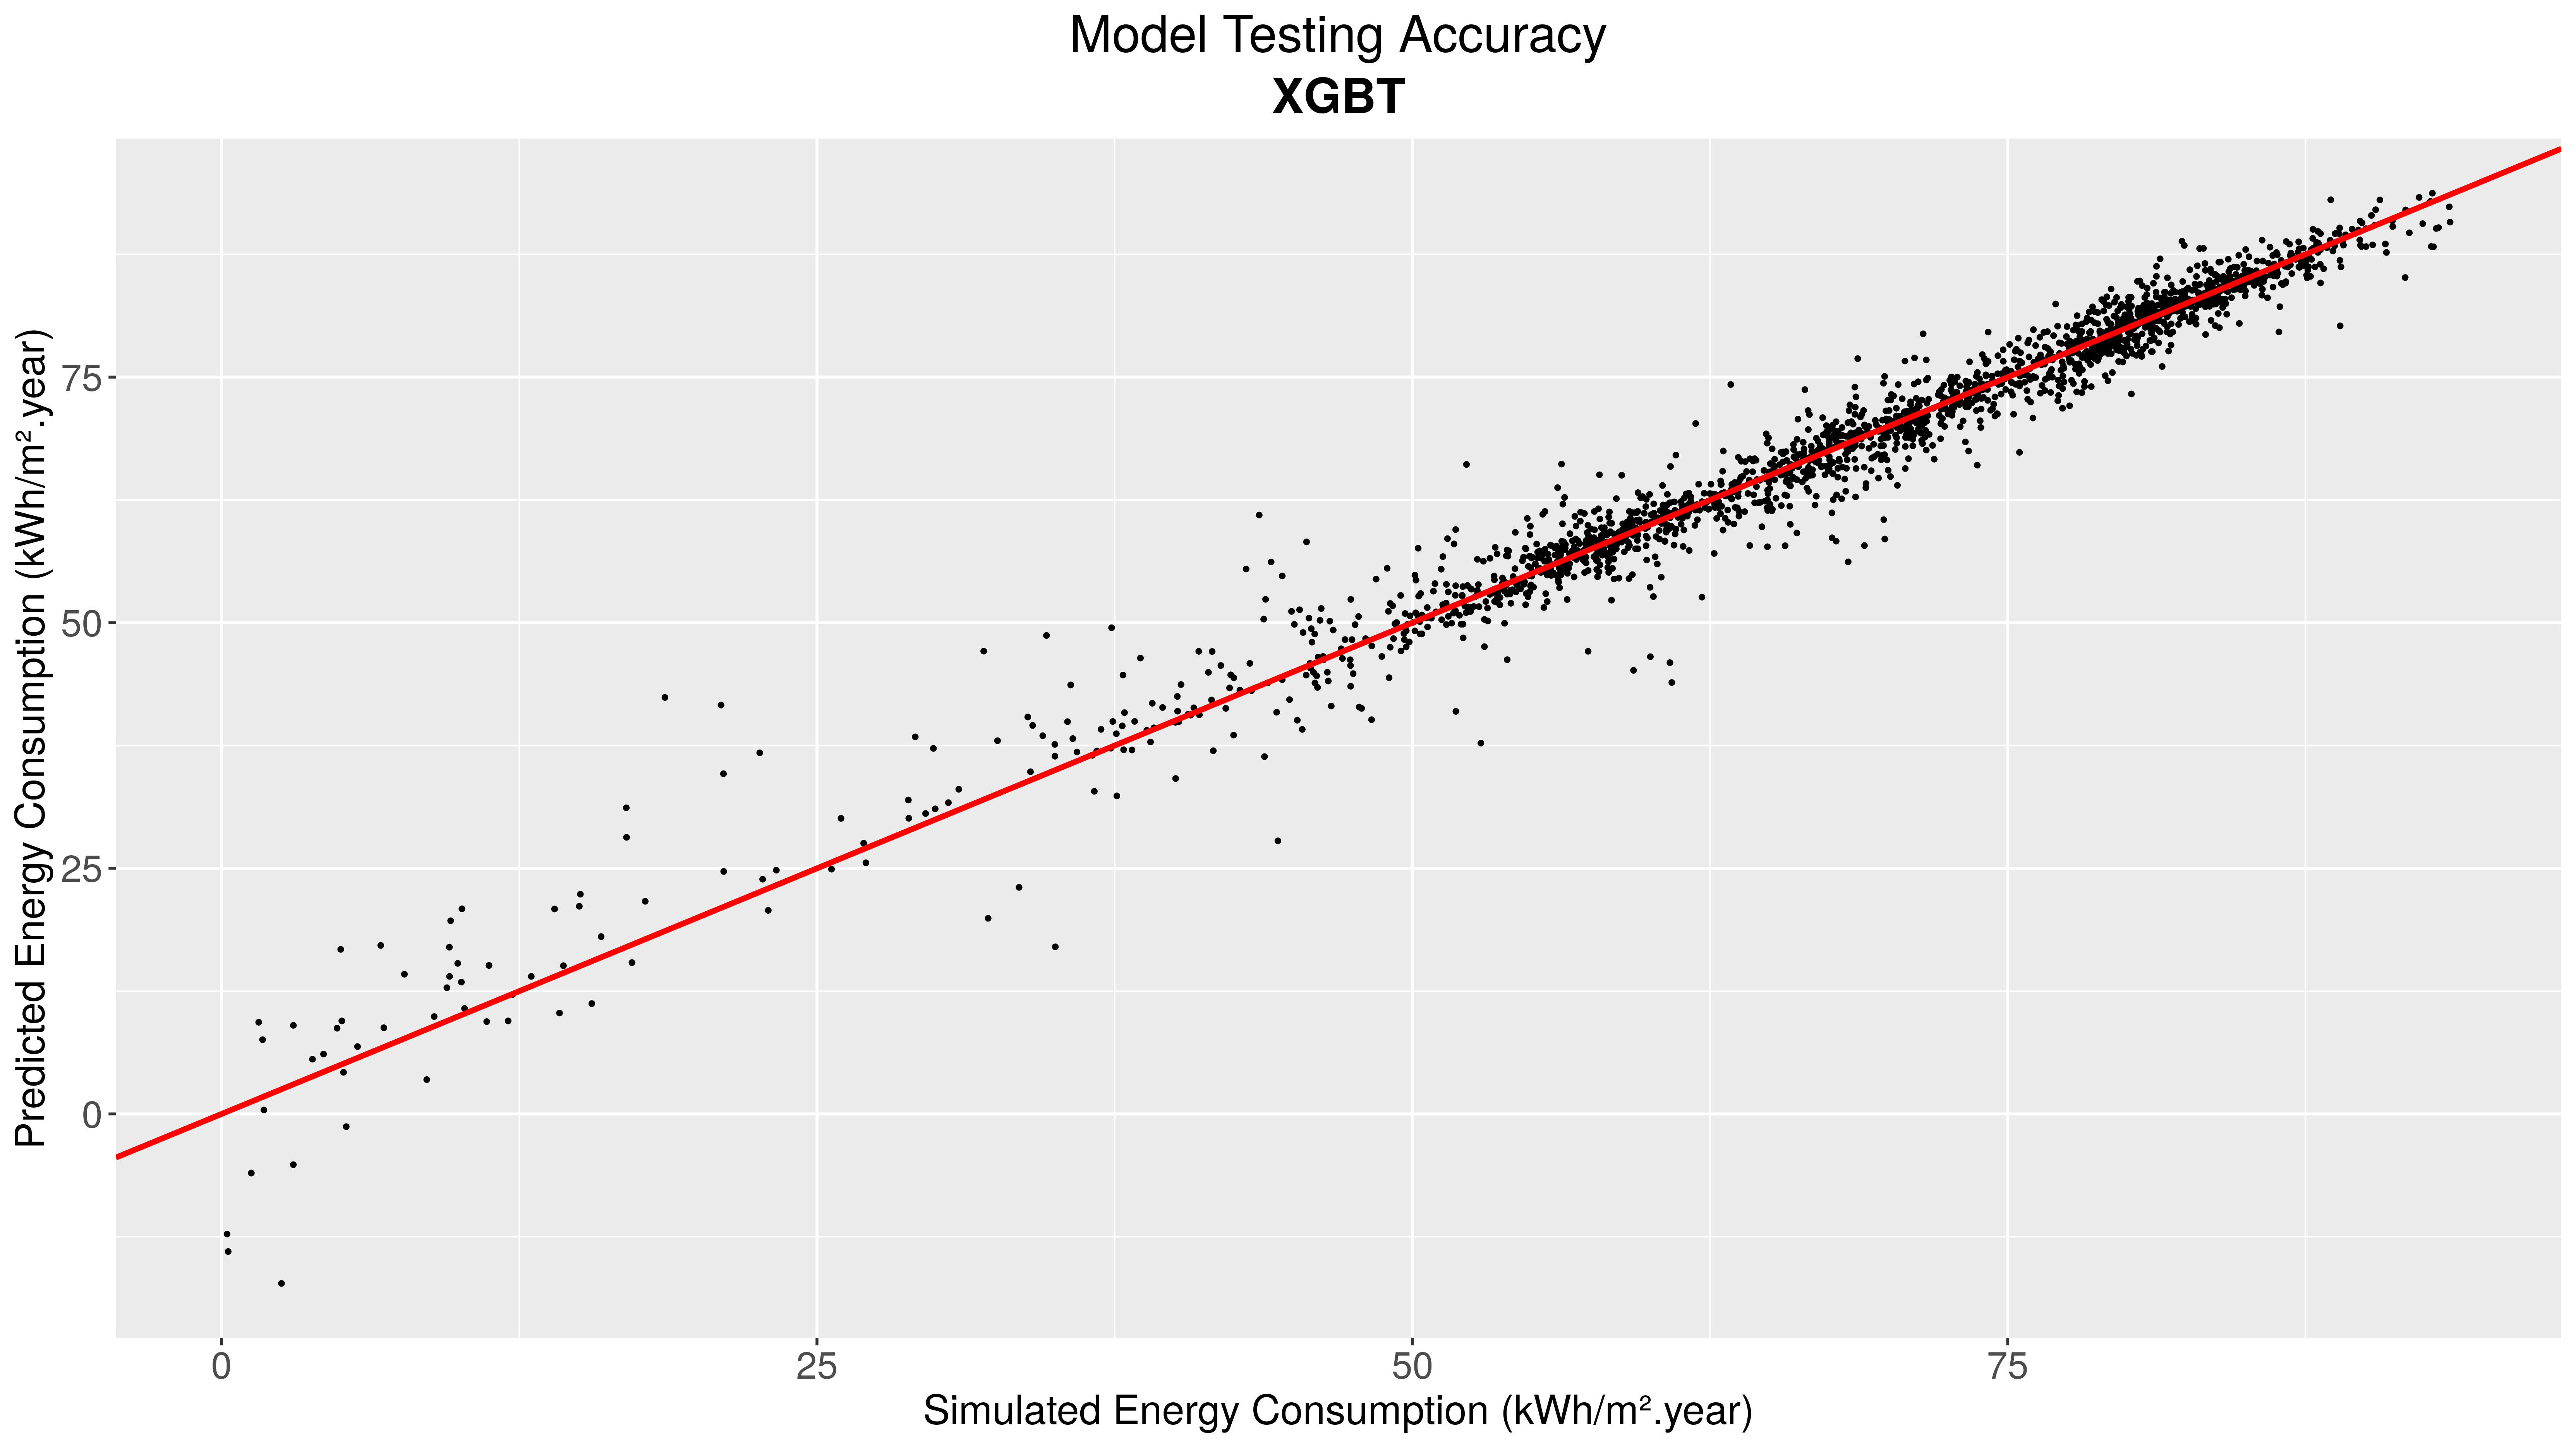 Model Testing Accuracy
XGBT
Predicted Energy Consumption (kWh/m².year)
75
50
25
0
0
25
50
75
Simulated Energy Consumption (kWh/m².year)